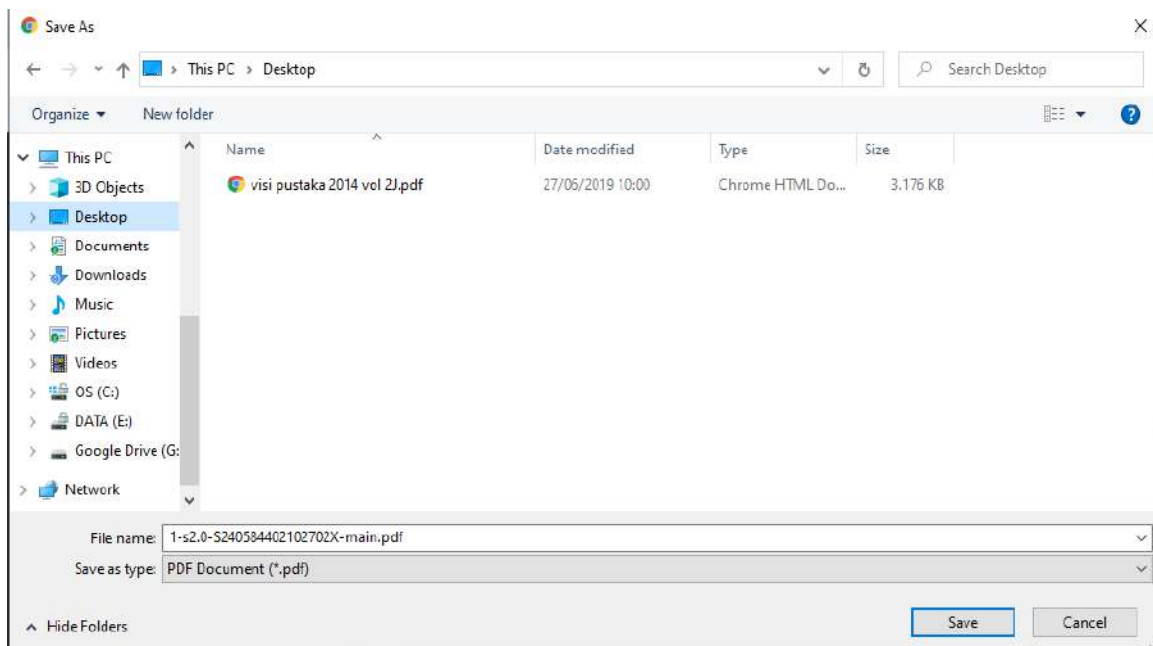 Save As
This PC > Desktop
Search Desktop
Organize
New folder
Name
Date modified
Type
Size
visi pustaka 2014 vol 2J.pdf
27/06/2019 10:00
Chrome HTML Do...
3.176 KB
This PC
3D Objects
Desktop
Documents
Downloads
Music
Pictures
Videos
OS (C:)
DATA (E:)
Google Drive (G:
Network
File name: 1-s2.0-S240584402102702X-main.pdf
Save as type: PDF Document (*.pdf)
Hide Folders
Save
Cancel